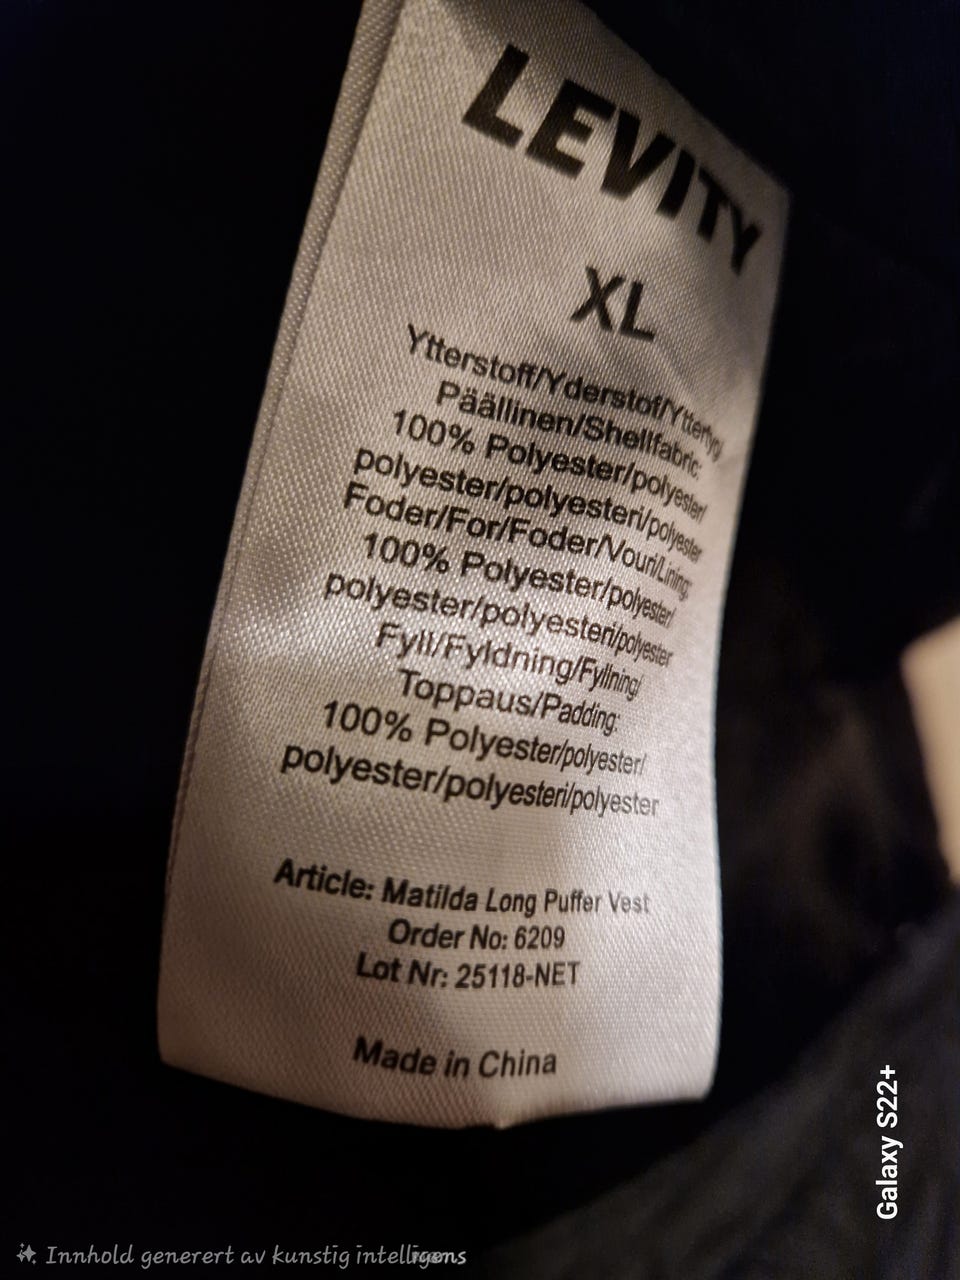 LEVITY
XL
Ytterstoff/Yderstof/Yttertyg/
Päällinen/Shellfabric:
100% Polyester/polyester/
polyester/polyesteri/polyester
Foder/For/Foder/Vouri/Lining:
100% Polyester/polyester/
polyester/polyesteri/polyester
Fyll/Fyldning/Fyllning/
Toppaus/Padding:
100% Polyester/polyester/
polyester/polyesteri/polyester
Article: Matilda Long Puffer Vest
Order No: 6209
Lot Nr: 25118-NET
Made in China
Galaxy S22+
Innhold generert av kunstig intelligens